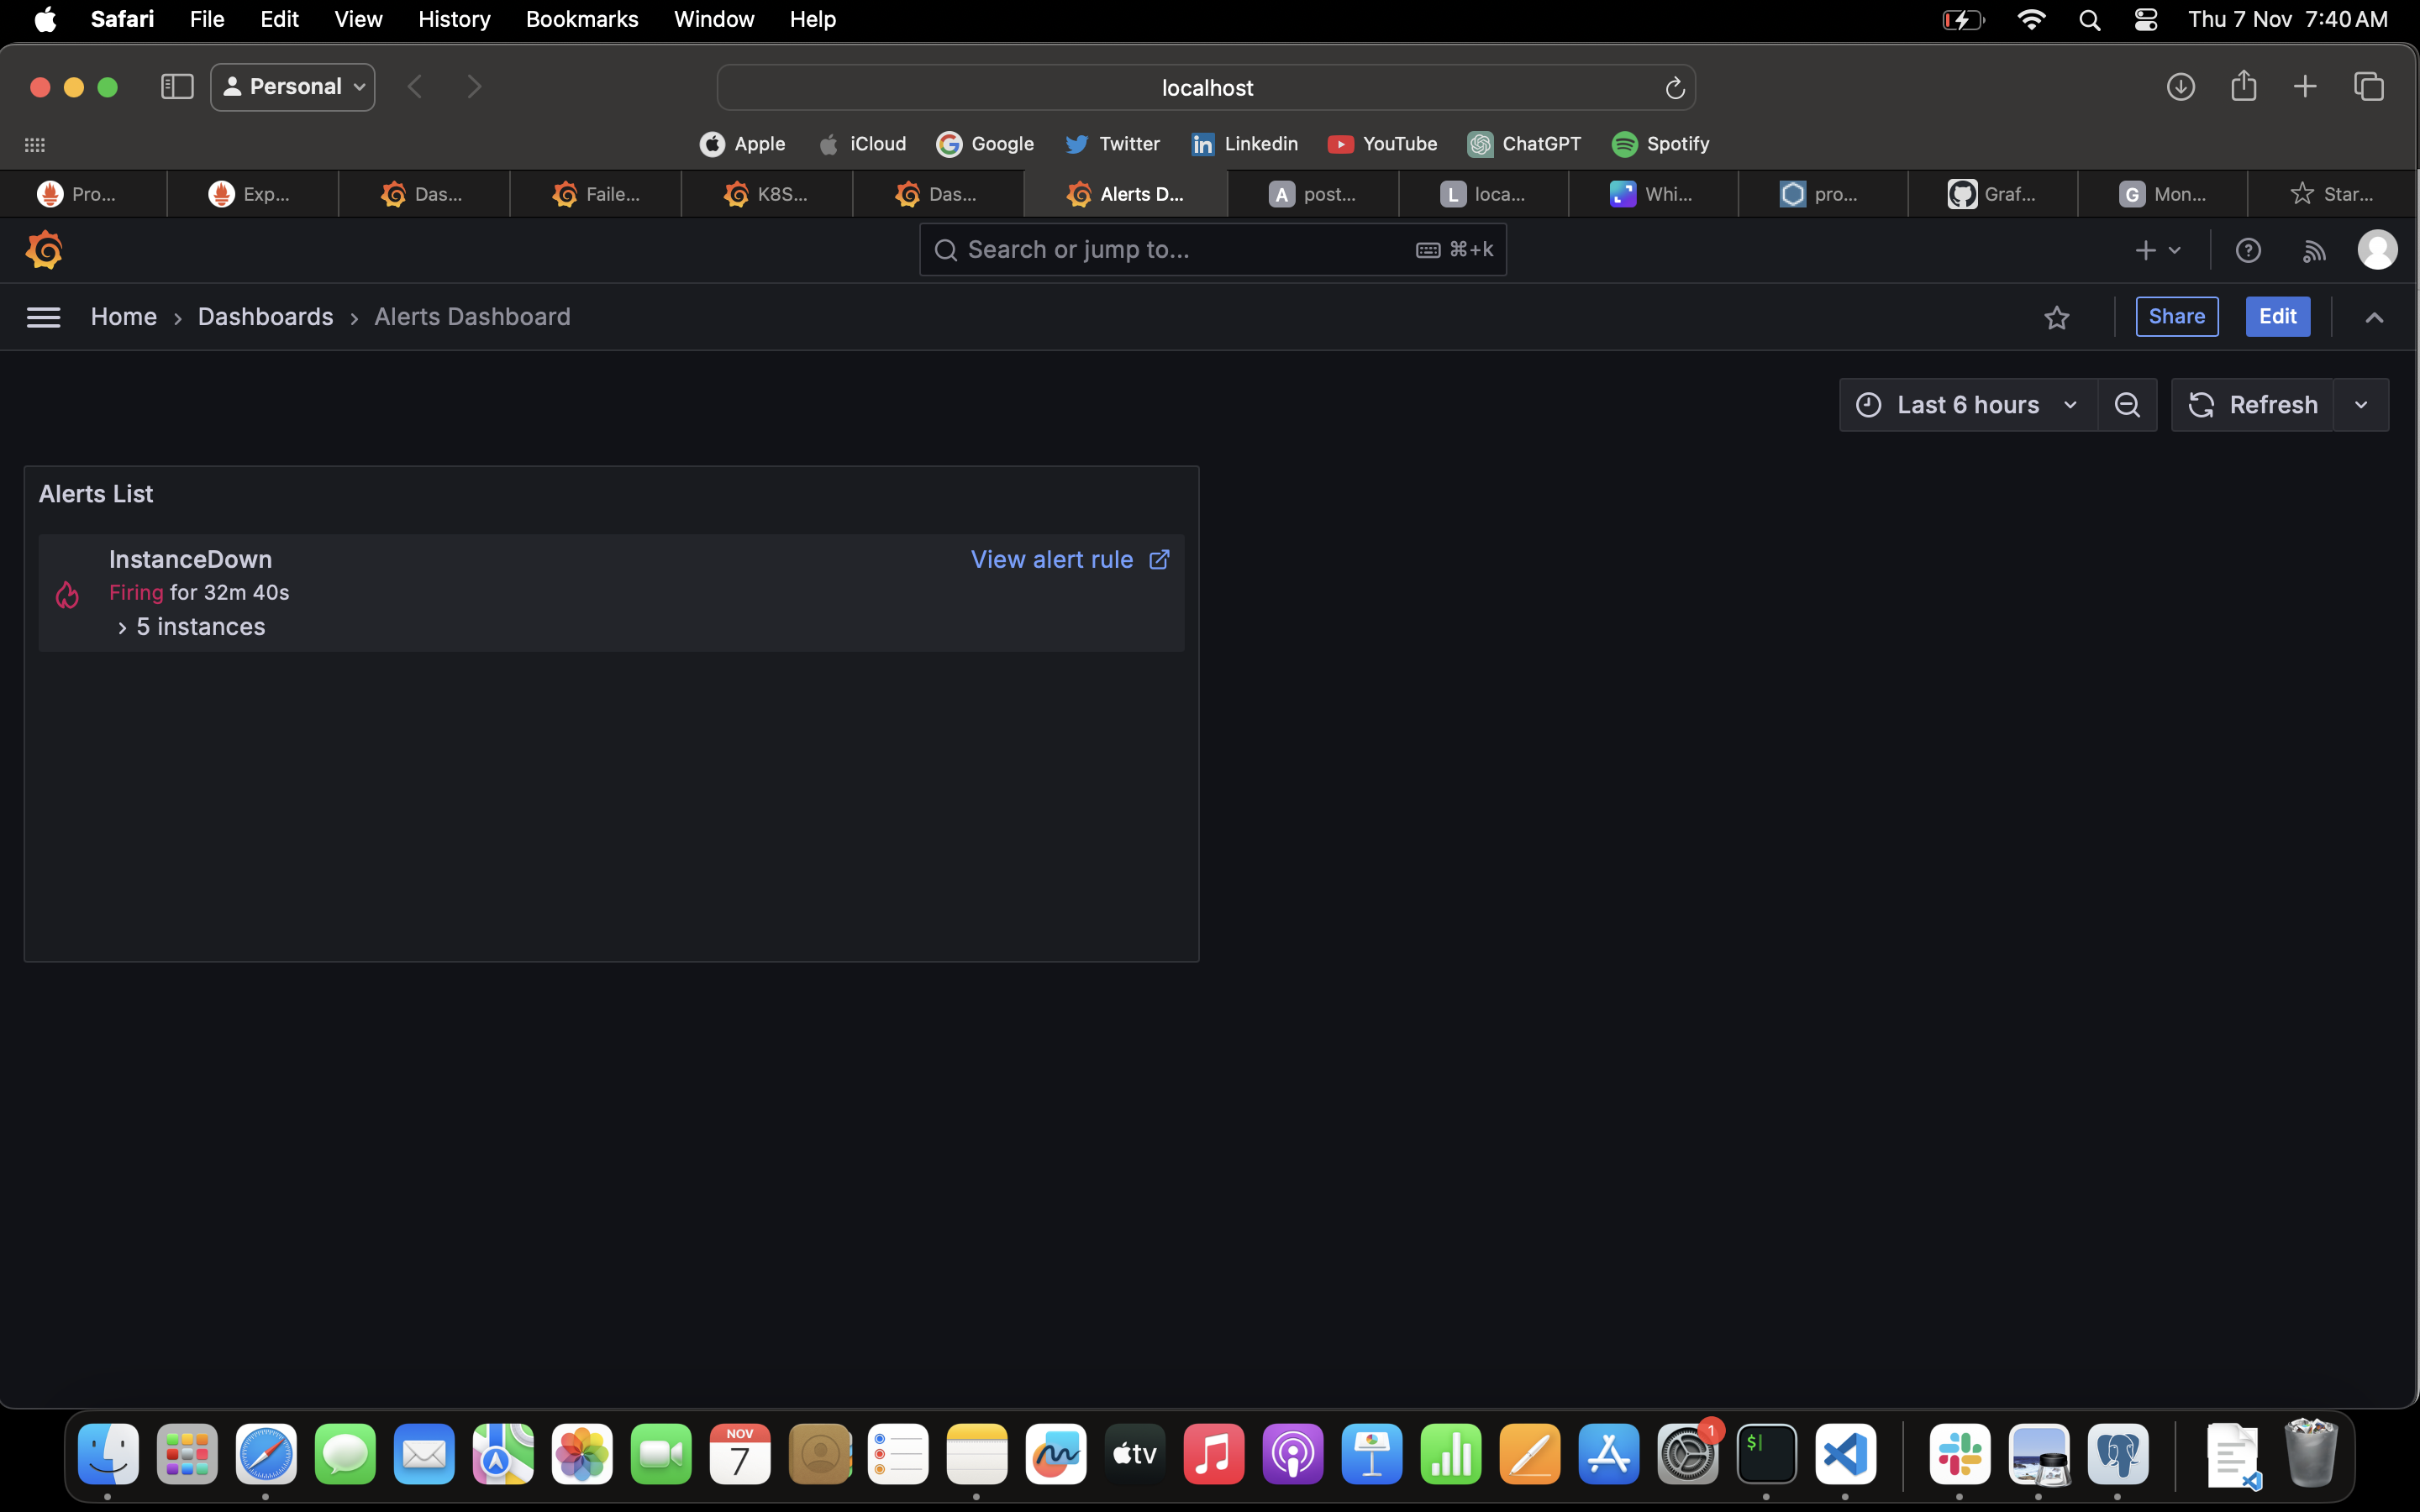 Safari File Edit View History Bookmarks Window Help Thu 7 Nov 7:40 AM
Personal localhost
Apple iCloud Google Twitter Linkedin YouTube ChatGPT Spotify
Pro... Exp... Das... Faile... K8S... Das... Alerts D... A post... L loca... Whi... pro... Graf... G Mon... Star...
Search or jump to... ⌘+k
Home › Dashboards › Alerts Dashboard Share Edit
Last 6 hours Refresh
Alerts List
InstanceDown View alert rule
Firing for 32m 40s
5 instances
NOV
7
tv
1
$